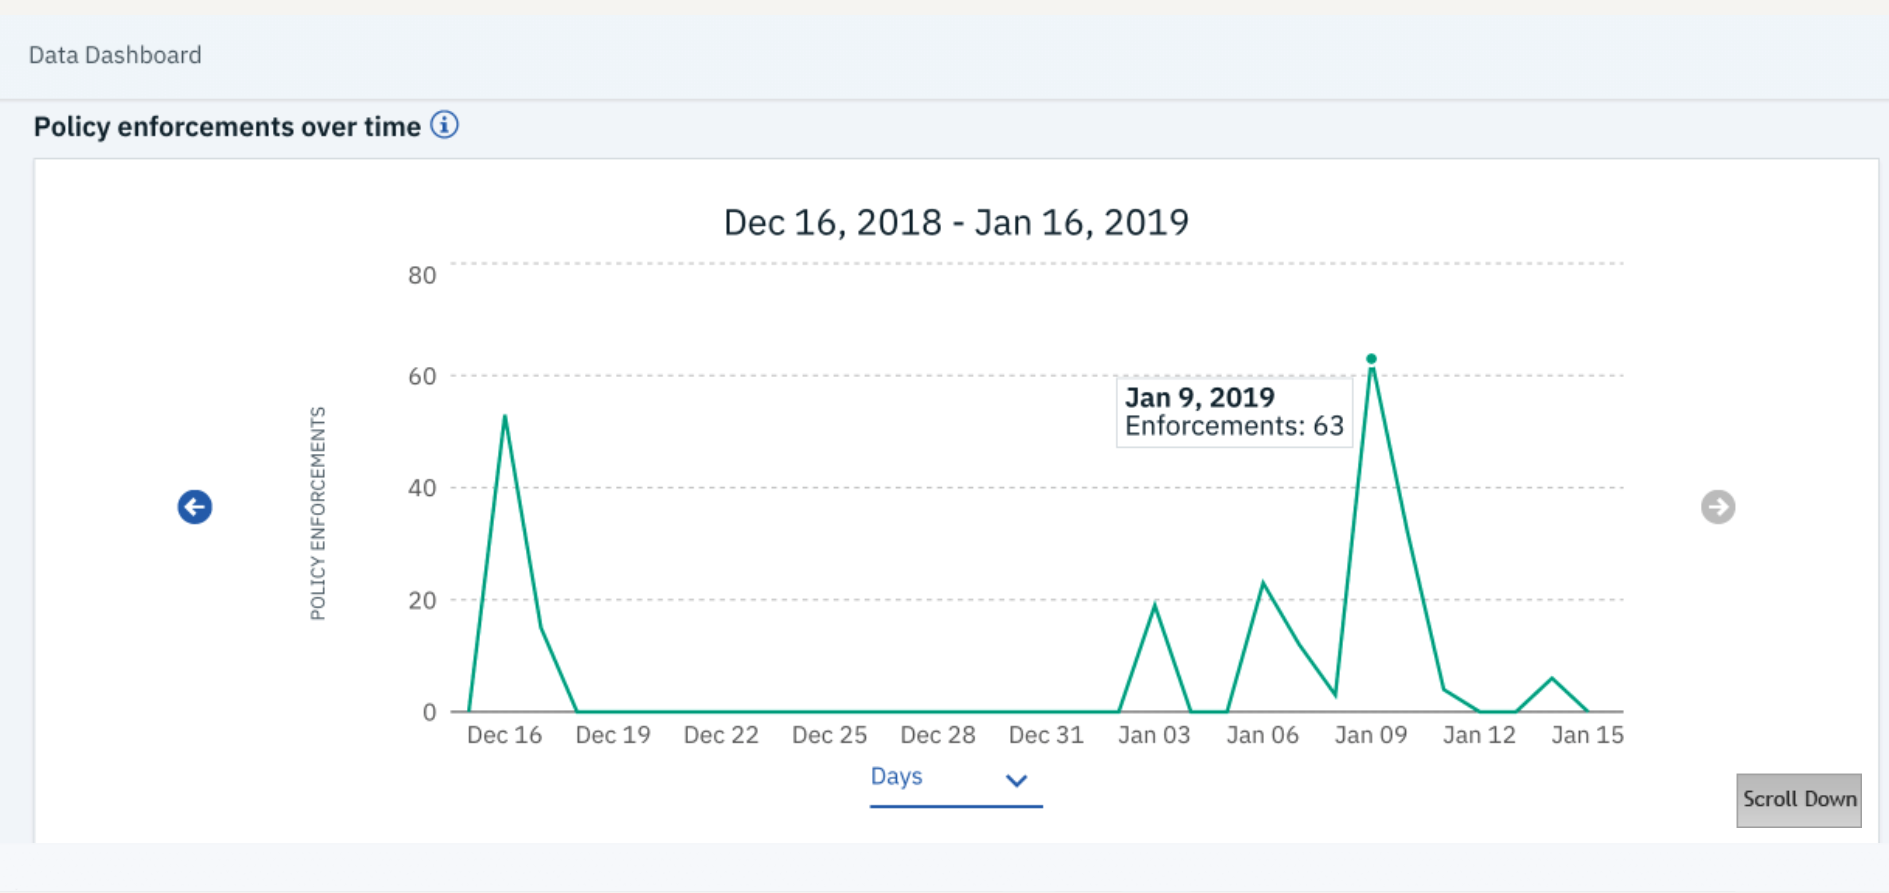 Data Dashboard
Policy enforcements over time
Dec 16, 2018 - Jan 16, 2019
80
60
40
20
0
POLICY ENFORCEMENTS
Jan 9, 2019
Enforcements: 63
Dec 16 Dec 19 Dec 22 Dec 25 Dec 28 Dec 31 Jan 03 Jan 06 Jan 09 Jan 12 Jan 15
Days
Scroll Down